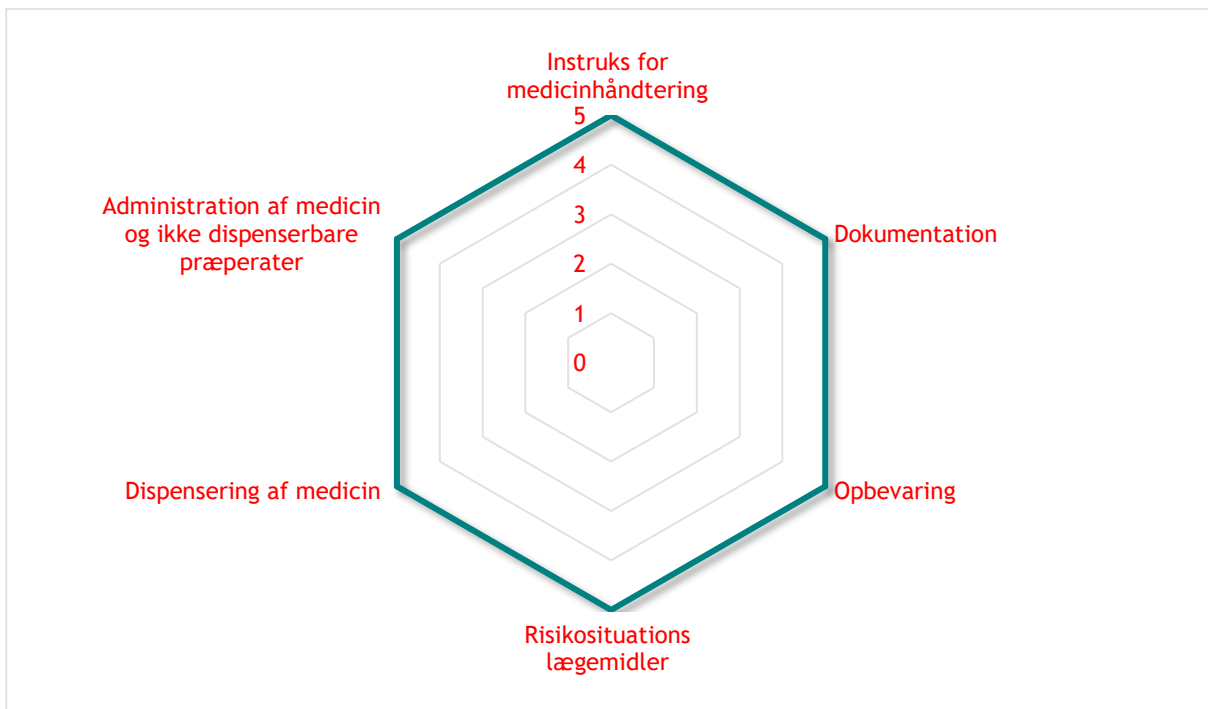 Instruks for
medicinhåndtering
5
4
3
2
1
0
Dokumentation
Opbevaring
Risikosituations
lægemidler
Dispensering af medicin
Administration af medicin
og ikke dispenserbare
præperater